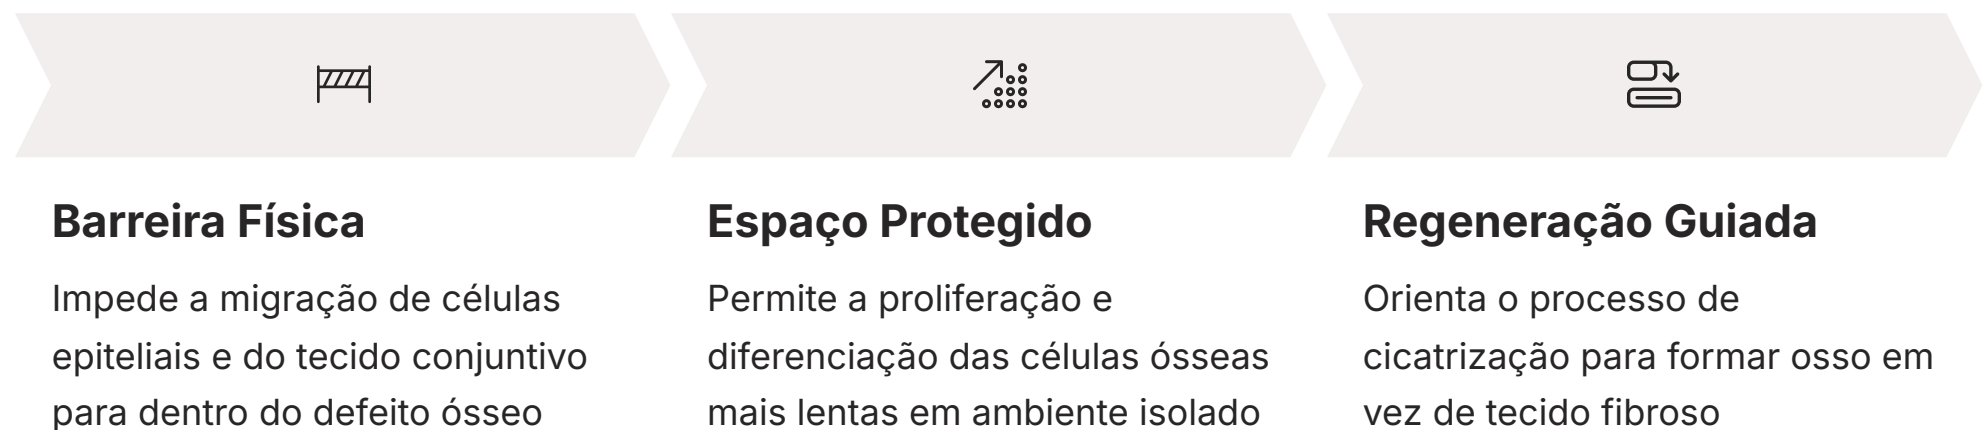 Barreira Física
Impede a migração de células
epiteliais e do tecido conjuntivo
para dentro do defeito ósseo
Espaço Protegido
Permite a proliferação e
diferenciação das células ósseas
mais lentas em ambiente isolado
Regeneração Guiada
Orienta o processo de
cicatrização para formar osso em
vez de tecido fibroso